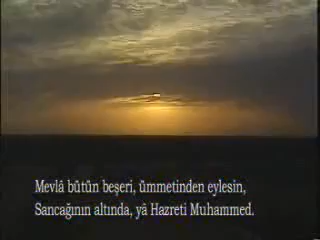 Mevlâ bütün beşeri, ümmetinden eylesin,
Sancağının altında, yâ Hazreti Muhammed.